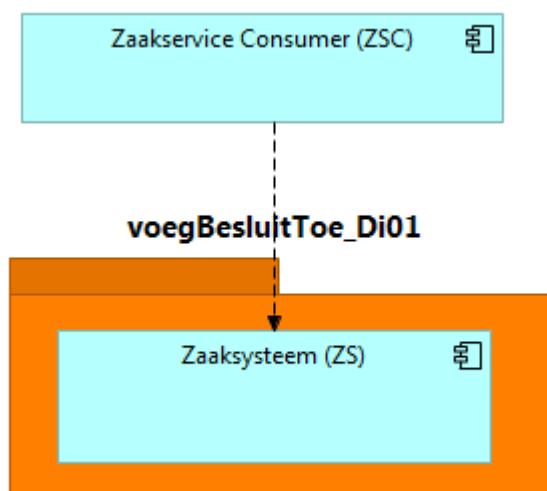 Zaakservice Consumer (ZSC)
voegBesluitToe_Di01
Zaaksysteem (ZS)